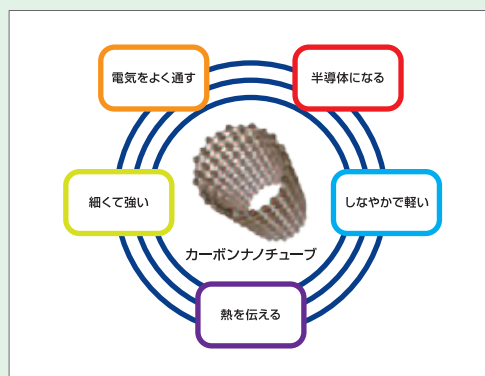 電気をよく通す
半導体になる
細くて強い
しなやかで軽い
カーボンナノチューブ
熱を伝える